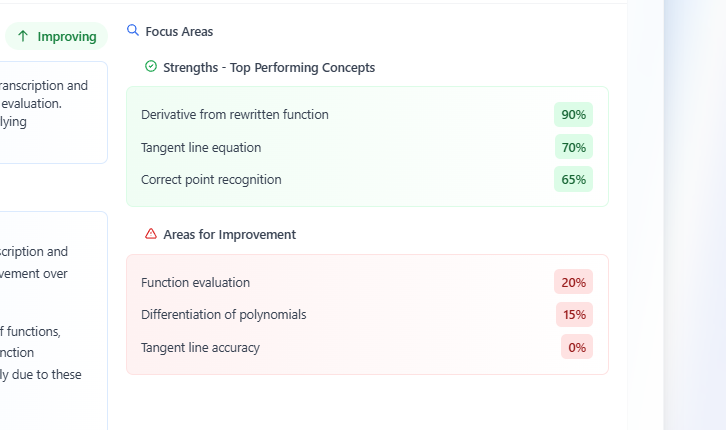 Improving
ranscription and
evaluation.
lying
cription and
vement over
f functions,
nction
ly due to these
Focus Areas
Strengths - Top Performing Concepts
Derivative from rewritten function 90%
Tangent line equation 70%
Correct point recognition 65%
Areas for Improvement
Function evaluation 20%
Differentiation of polynomials 15%
Tangent line accuracy 0%